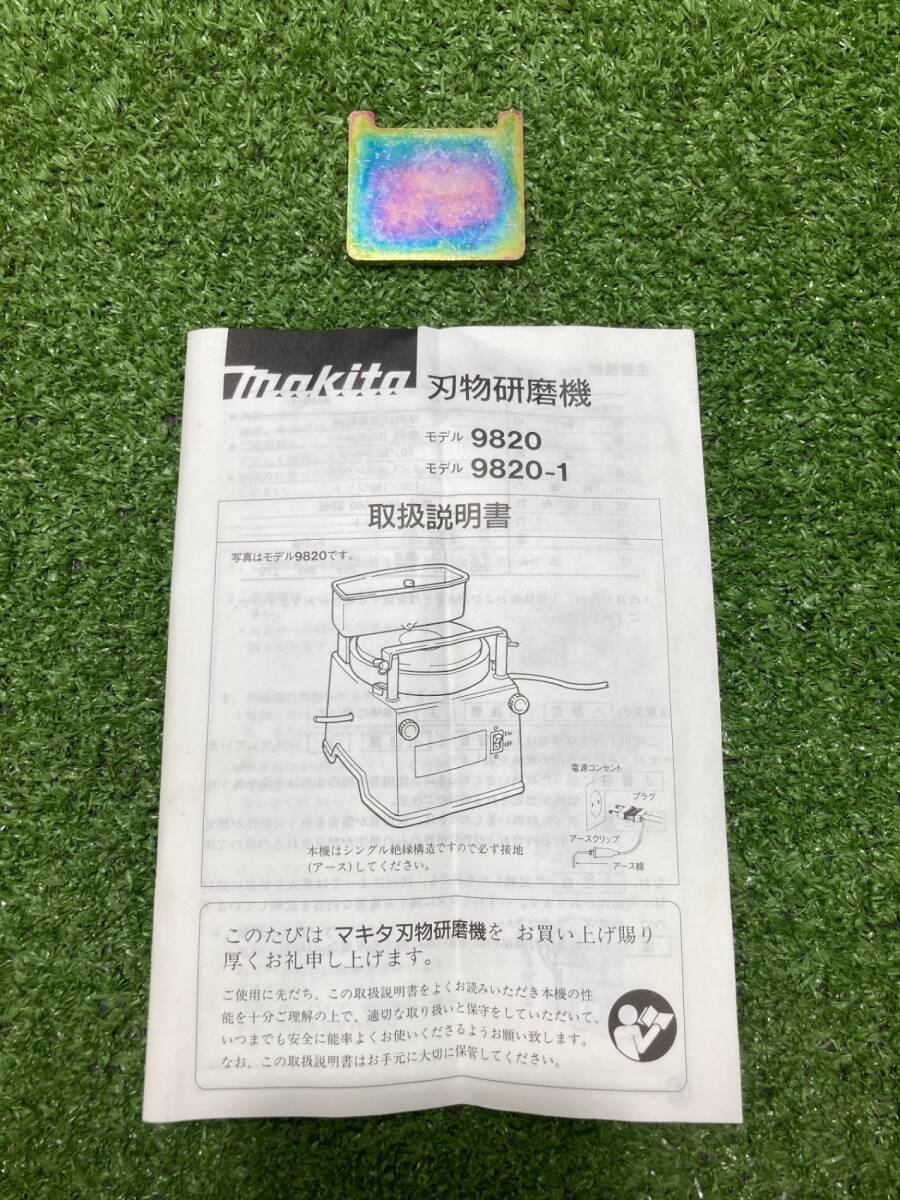 makita 刃物研磨機
モデル 9820
モデル 9820-1
取扱説明書
写真はモデル9820です。
ON
OFF
電源コンセント
プラグ
アースクリップ
アース線
本機はシングル絶縁構造ですので必ず接地
(アース)してください。
このたびは マキタ刃物研磨機を お買い上げ賜り
厚くお礼申し上げます。
ご使用に先だち、この取扱説明書をよくお読みいただき本機の性
能を十分ご理解の上で、適切な取り扱いと保守をしていただいて、
いつまでも安全に能率よくお使いくださるようお願い致します。
なお、この取扱説明書はお手元に大切に保管してください。